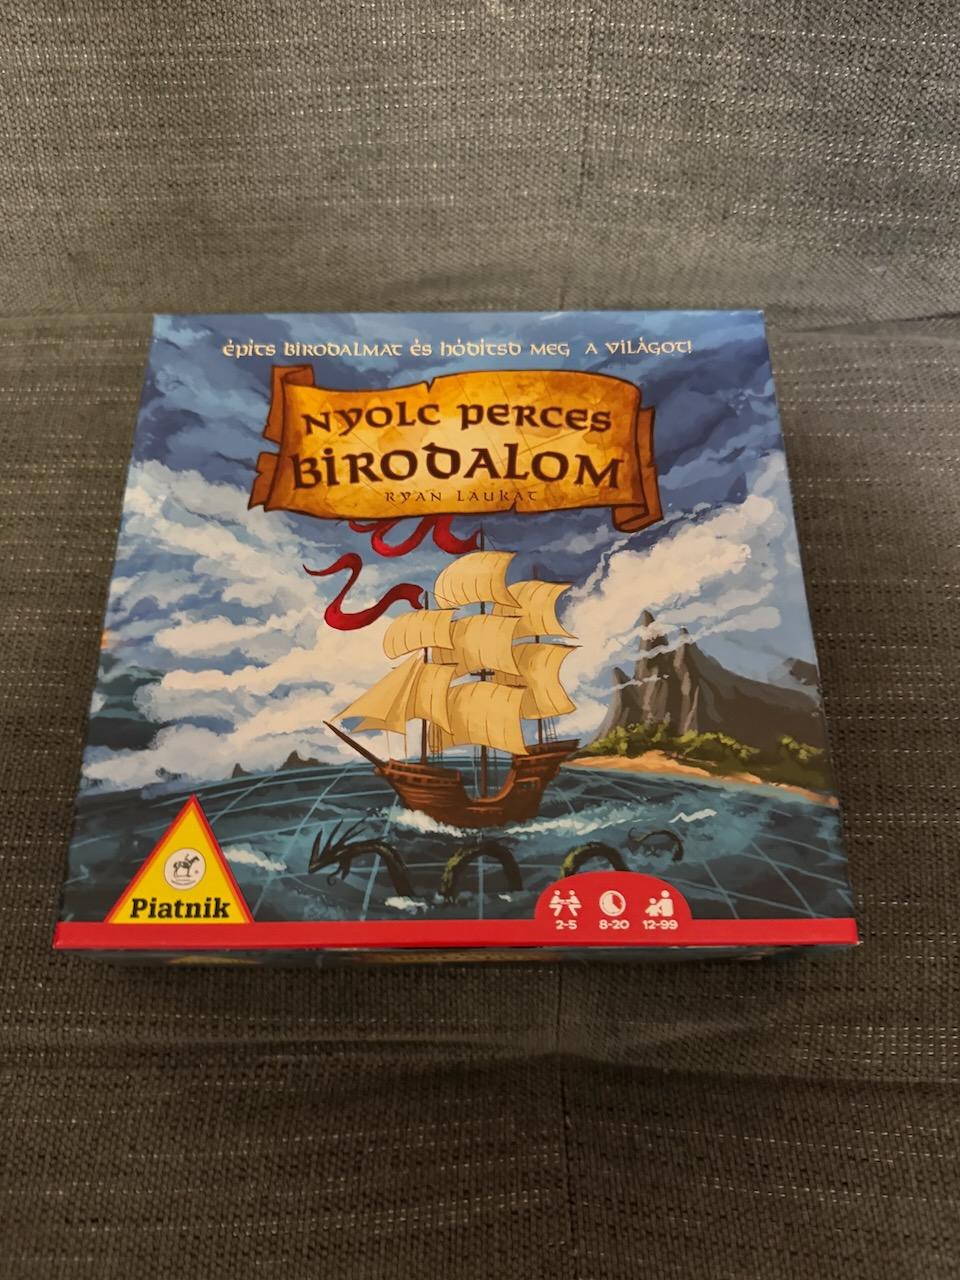 építs birodalmat és hódítsd meg a világot!
NYOLC PERCES
BIRODALOM
RYAN LAUKAT
Piatnik
2-5 8-20 12-99